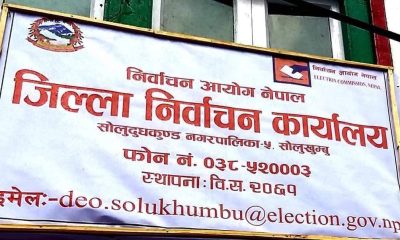 निर्वाचन आयोग नेपाल
ELECTION COMMISSION, NEPAL
निर्वाचन आयोग नेपाल
जिल्ला निर्वाचन कार्यालय
सोलुदुधकुण्ड नगरपालिका-५, सोलुखुम्बु
फोन नं. ०३८-५२०००३
स्थापना: वि.स. २०५१
इमेल:-deo.solukhumbu@election.gov.np